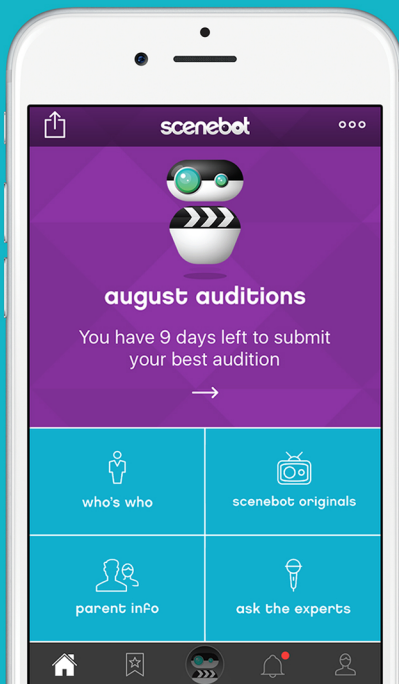 scenebot
august auditions
You have 9 days left to submit
your best audition
who's who
scenebot originals
parent info
ask the experts